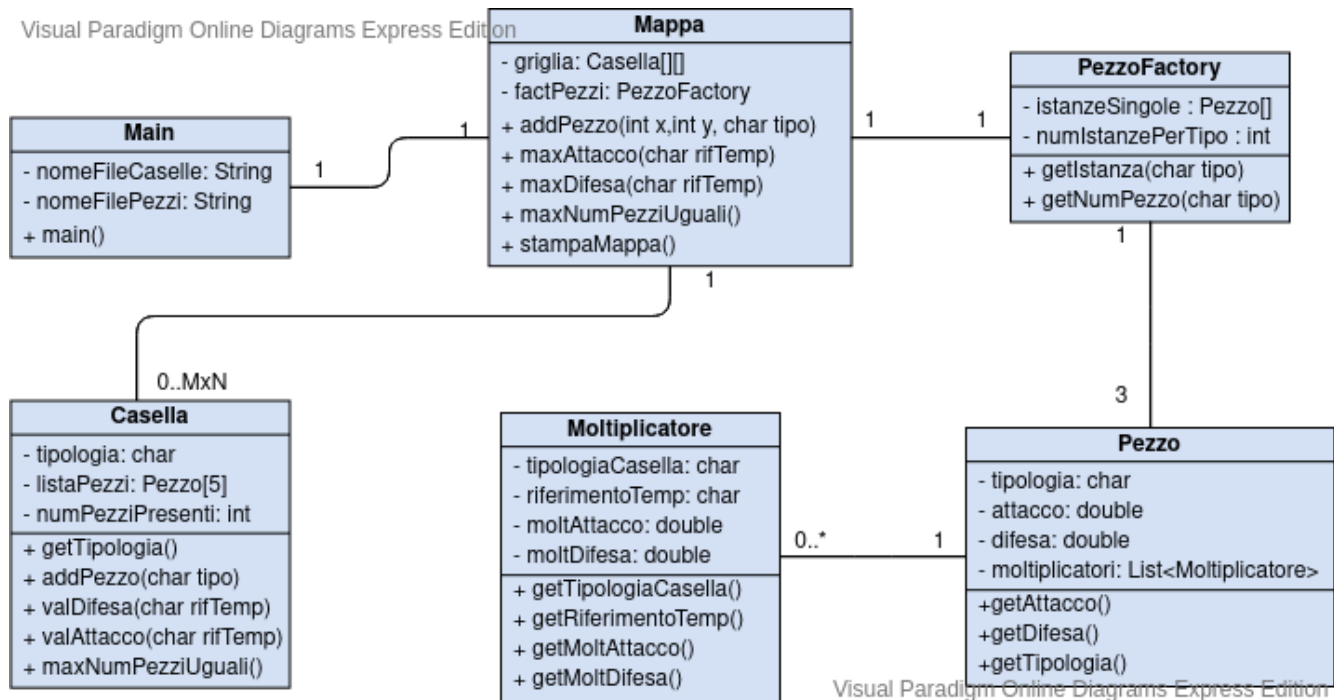 Visual Paradigm Online Diagrams Express Edition
Mappa
- griglia: Casella[][]
- factPezzi: PezzoFactory
+ addPezzo(int x,int y, char tipo)
+ maxAttacco(char rifTemp)
+ maxDifesa(char rifTemp)
+ maxNumPezziUguali()
+ stampaMappa()
PezzoFactory
- istanzeSingole : Pezzo[]
- numIstanzePerTipo : int
+ getIstanza(char tipo)
+ getNumPezzo(char tipo)
Main
- nomeFileCaselle: String
- nomeFilePezzi: String
+ main()
1
1
1
1
1
1
3
0..MxN
Casella
- tipologia: char
- listaPezzi: Pezzo[5]
- numPezziPresenti: int
+ getTipologia()
+ addPezzo(char tipo)
+ valDifesa(char rifTemp)
+ valAttacco(char rifTemp)
+ maxNumPezziUguali()
Moltiplicatore
- tipologiaCasella: char
- riferimentoTemp: char
- moltAttacco: double
- moltDifesa: double
+ getTipologiaCasella()
+ getRiferimentoTemp()
+ getMoltAttacco()
+ getMoltDifesa()
0..*
1
Pezzo
- tipologia: char
- attacco: double
- difesa: double
- moltiplicatori: List<Moltiplicatore>
+getAttacco()
+getDifesa()
+getTipologia()
Visual Paradigm Online Diagrams Express Edition